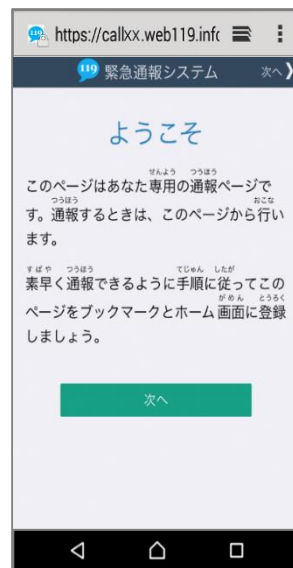 https://callxx.web119.info
119 緊急通報システム 次へ
ようこそ
このページはあなた専用の通報ページで
せんよう つうほう
す。通報するときは、このページから行い
つうほう おこな
ます。
素早く通報できるように手順に従ってこの
すばや つうほう てじゅん したが
ページをブックマークとホーム画面に登録
がめん とうろく
しましょう。
次へ